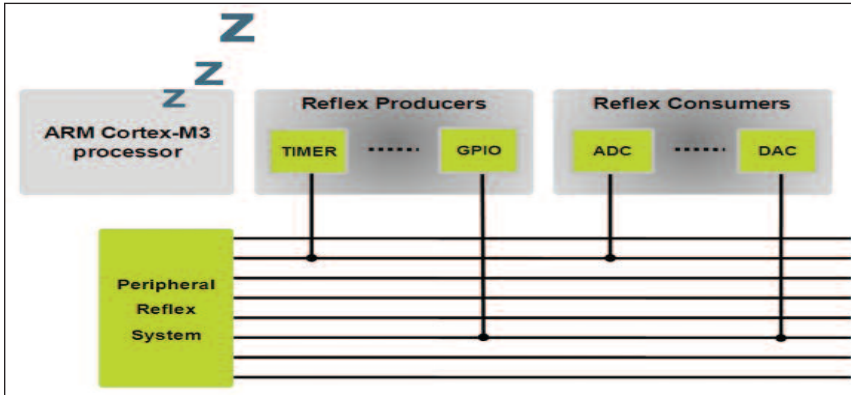 Z
Z
Z
ARM Cortex-M3
processor
Reflex Producers
TIMER
GPIO
Reflex Consumers
ADC
DAC
Peripheral
Reflex
System